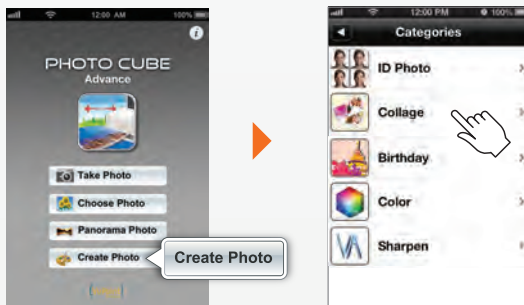 12:00 AM 100%
i
PHOTO CUBE
Advance
Take Photo
Choose Photo
Panorama Photo
Create Photo
Create Photo
12:00 PM 100%
Categories
ID Photo
Collage
Birthday
Color
Sharpen